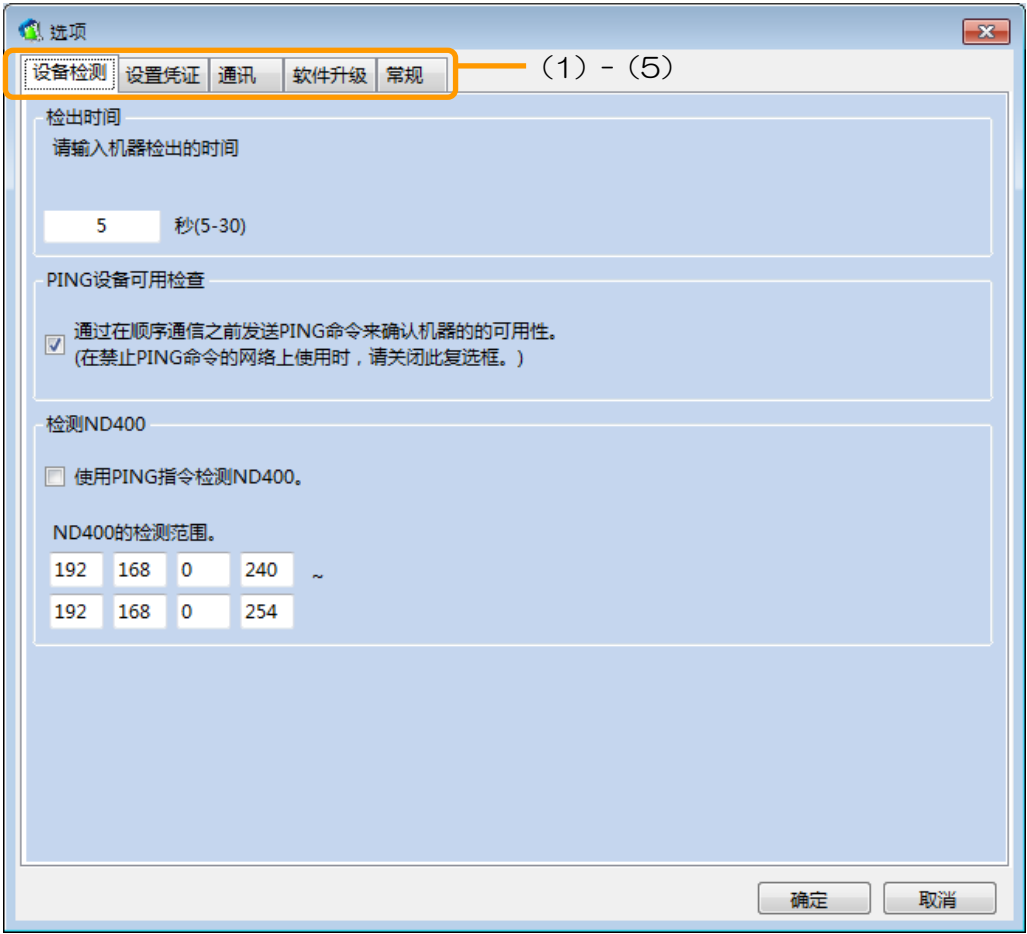 选项
设备检测 设置凭证 通讯 软件升级 常规
(1) - (5)
检出时间
请输入机器检出的时间
5 秒(5-30)
PING设备可用检查
通过在顺序通信之前发送PING命令来确认机器的的可用性。
(在禁止PING命令的网络上使用时，请关闭此复选框。)
检测ND400
使用PING指令检测ND400。
ND400的检测范围。
192 168 0 240 ~
192 168 0 254
确定 取消